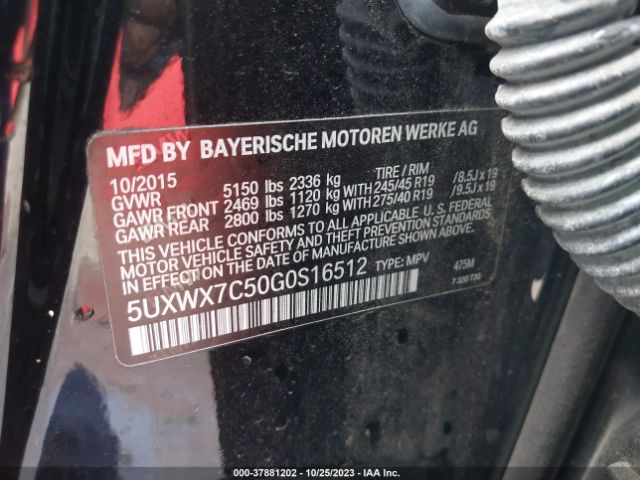 MFD BY BAYERISCHE MOTOREN WERKE AG
10/2015 5150 lbs 2336 kg TIRE / RIM
GVWR
GAWR FRONT 2469 lbs 1120 kg WITH 245/45 R19 /8.5J x 19
GAWR REAR 2800 lbs 1270 kg WITH 275/40 R19 /9.5J x 19
THIS VEHICLE CONFORMS TO ALL APPLICABLE U. S. FEDERAL
MOTOR VEHICLE SAFETY AND THEFT PREVENTION STANDARDS
IN EFFECT ON THE DATE OF MANUFACTURE SHOWN ABOVE.
5UXWX7C50G0S16512 TYPE: MPV 475M
7 320 730
000-37881202 - 10/25/2023 - IAA Inc.